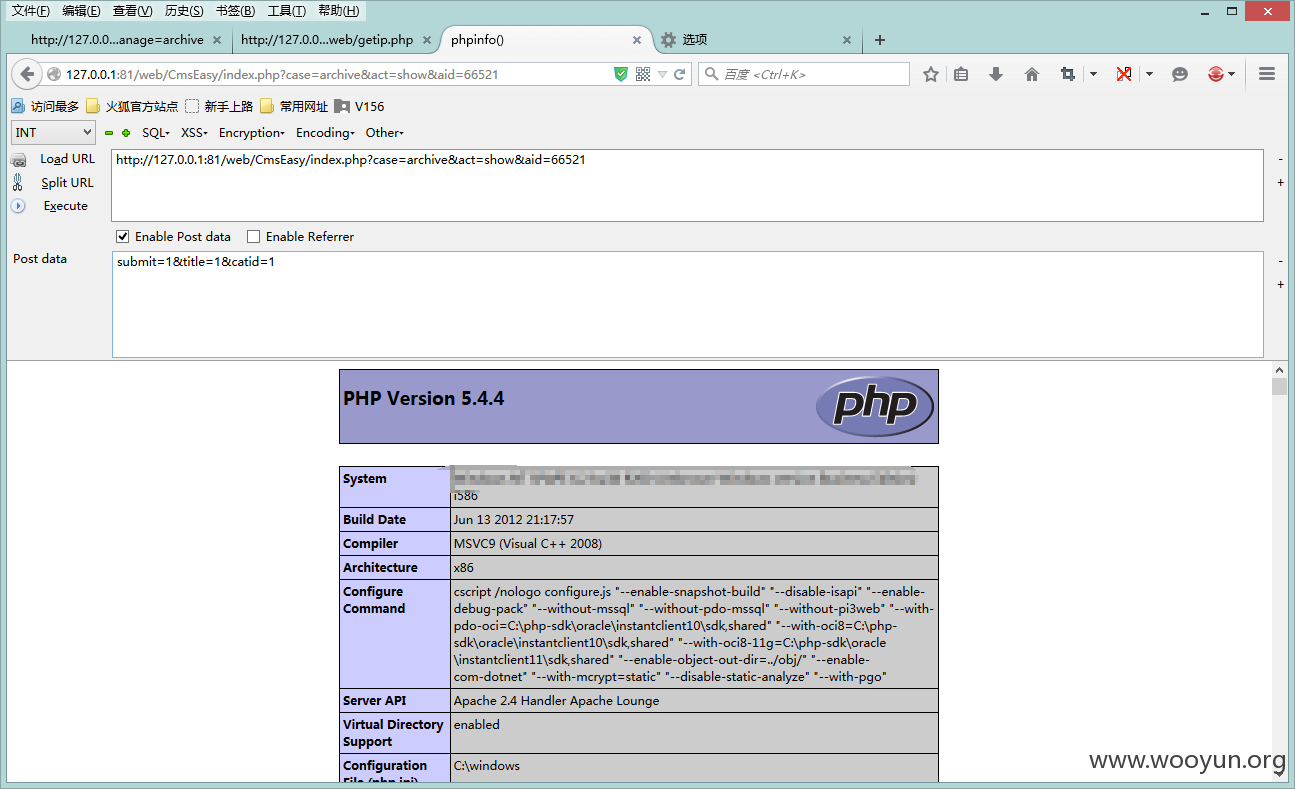 文件(F) 编辑(E) 查看(V) 历史(S) 书签(B) 工具(T) 帮助(H)
http://127.0.0...anage=archive × http://127.0.0...web/getip.php × phpinfo() × 选项 × +
127.0.0.1:81/web/CmsEasy/index.php?case=archive&act=show&aid=66521 百度 <Ctrl+K>
访问最多 火狐官方站点 新手上路 常用网址 V156
INT SQL XSS Encryption Encoding Other
Load URL http://127.0.0.1:81/web/CmsEasy/index.php?case=archive&act=show&aid=66521
Split URL
Execute
Enable Post data Enable Referrer
Post data submit=1&title=1&catid=1
PHP Version 5.4.4
php
System
i586
Build Date Jun 13 2012 21:17:57
Compiler MSVC9 (Visual C++ 2008)
Architecture x86
Configure Command cscript /nologo configure.js "--enable-snapshot-build" "--disable-isapi" "--enable-
debug-pack" "--without-mssql" "--without-pdo-mssql" "--without-pi3web" "--with-
pdo-oci=C:\php-sdk\oracle\instantclient10\sdk,shared" "--with-oci8=C:\php-
sdk\oracle\instantclient10\sdk,shared" "--with-oci8-11g=C:\php-sdk\oracle
\instantclient11\sdk,shared" "--enable-object-out-dir=../obj/" "--enable-
com-dotnet" "--with-mcrypt=static" "--disable-static-analyze" "--with-pgo"
Server API Apache 2.4 Handler Apache Lounge
Virtual Directory Support enabled
Configuration File (php.ini) C:\windows
www.wooyun.org